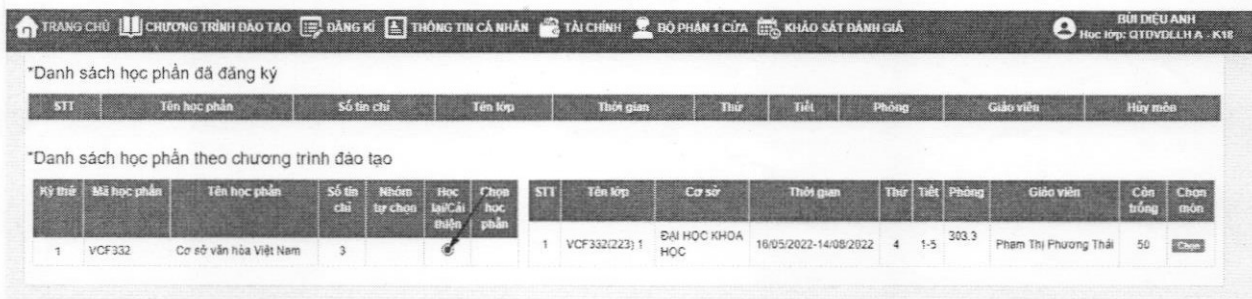 TRANG CHỦ CHƯƠNG TRÌNH ĐÀO TẠO ĐĂNG KÍ THÔNG TIN CÁ NHÂN TÀI CHÍNH BỘ PHẬN 1 CỬA KHẢO SÁT ĐÁNH GIÁ
BÙI DIỆU ANH
Học lớp: QTDVDLLH A - K18
*Danh sách học phần đã đăng ký
STT Tên học phần Số tín chỉ Tên lớp Thời gian Thứ Tiết Phòng Giáo viên Hủy môn
*Danh sách học phần theo chương trình đào tạo
Kỳ thứ Mã học phần Tên học phần Số tín chỉ Nhóm tự chọn Học lại/Cải thiện Chọn học phần
1 VCF332 Cơ sở văn hóa Việt Nam 3
STT Tên lớp Cơ sở Thời gian Thứ Tiết Phòng Giáo viên Còn trống Chọn môn
1 VCF332(223) 1 ĐẠI HỌC KHOA HỌC 16/05/2022-14/08/2022 4 1-5 303.3 Phạm Thị Phương Thái 50 Chọn